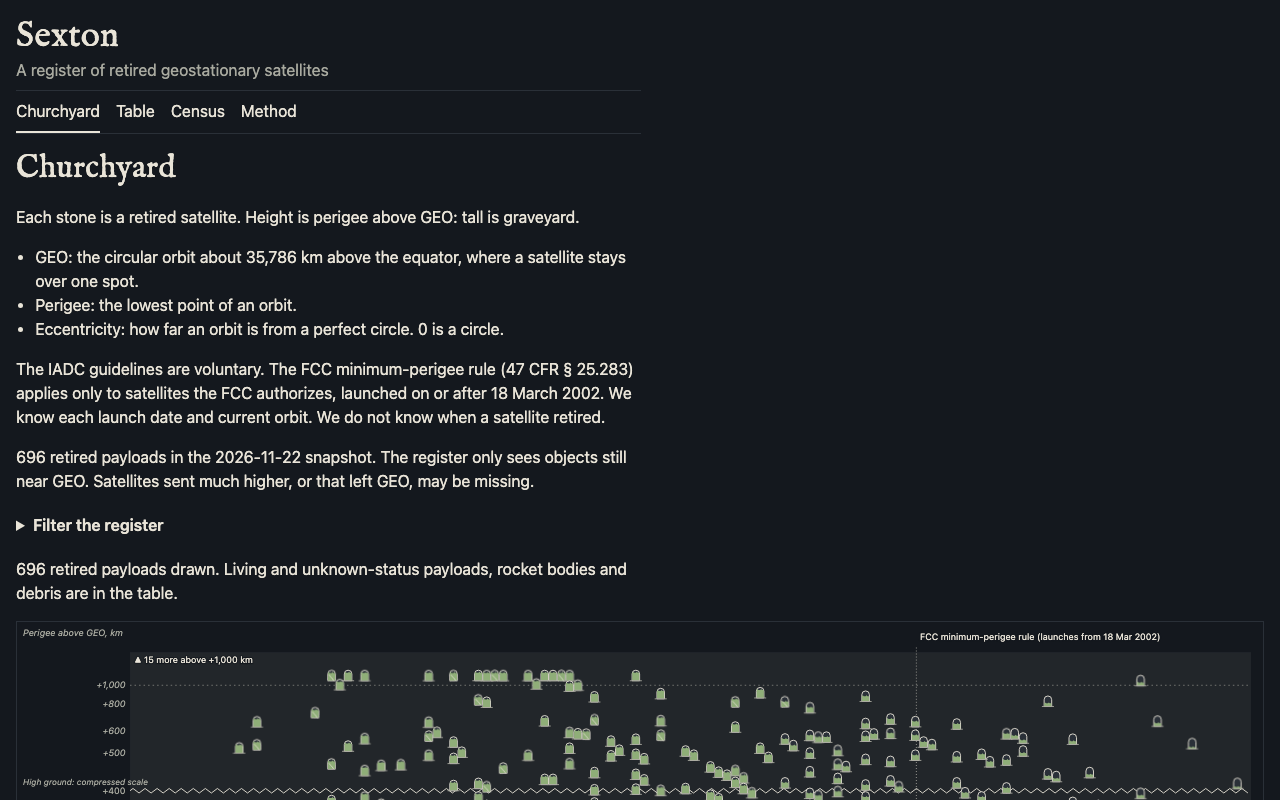 Sexton
A register of retired geostationary satellites
Churchyard Table Census Method
Churchyard
Each stone is a retired satellite. Height is perigee above GEO: tall is graveyard.
• GEO: the circular orbit about 35,786 km above the equator, where a satellite stays
over one spot.
• Perigee: the lowest point of an orbit.
• Eccentricity: how far an orbit is from a perfect circle. 0 is a circle.
The IADC guidelines are voluntary. The FCC minimum-perigee rule (47 CFR § 25.283)
applies only to satellites the FCC authorizes, launched on or after 18 March 2002. We
know each launch date and current orbit. We do not know when a satellite retired.
696 retired payloads in the 2026-11-22 snapshot. The register only sees objects still
near GEO. Satellites sent much higher, or that left GEO, may be missing.
▶ Filter the register
696 retired payloads drawn. Living and unknown-status payloads, rocket bodies and
debris are in the table.
Perigee above GEO, km
FCC minimum-perigee rule (launches from 18 Mar 2002)
▲ 15 more above +1,000 km
+1,000
+800
+600
+500
High ground: compressed scale
+400